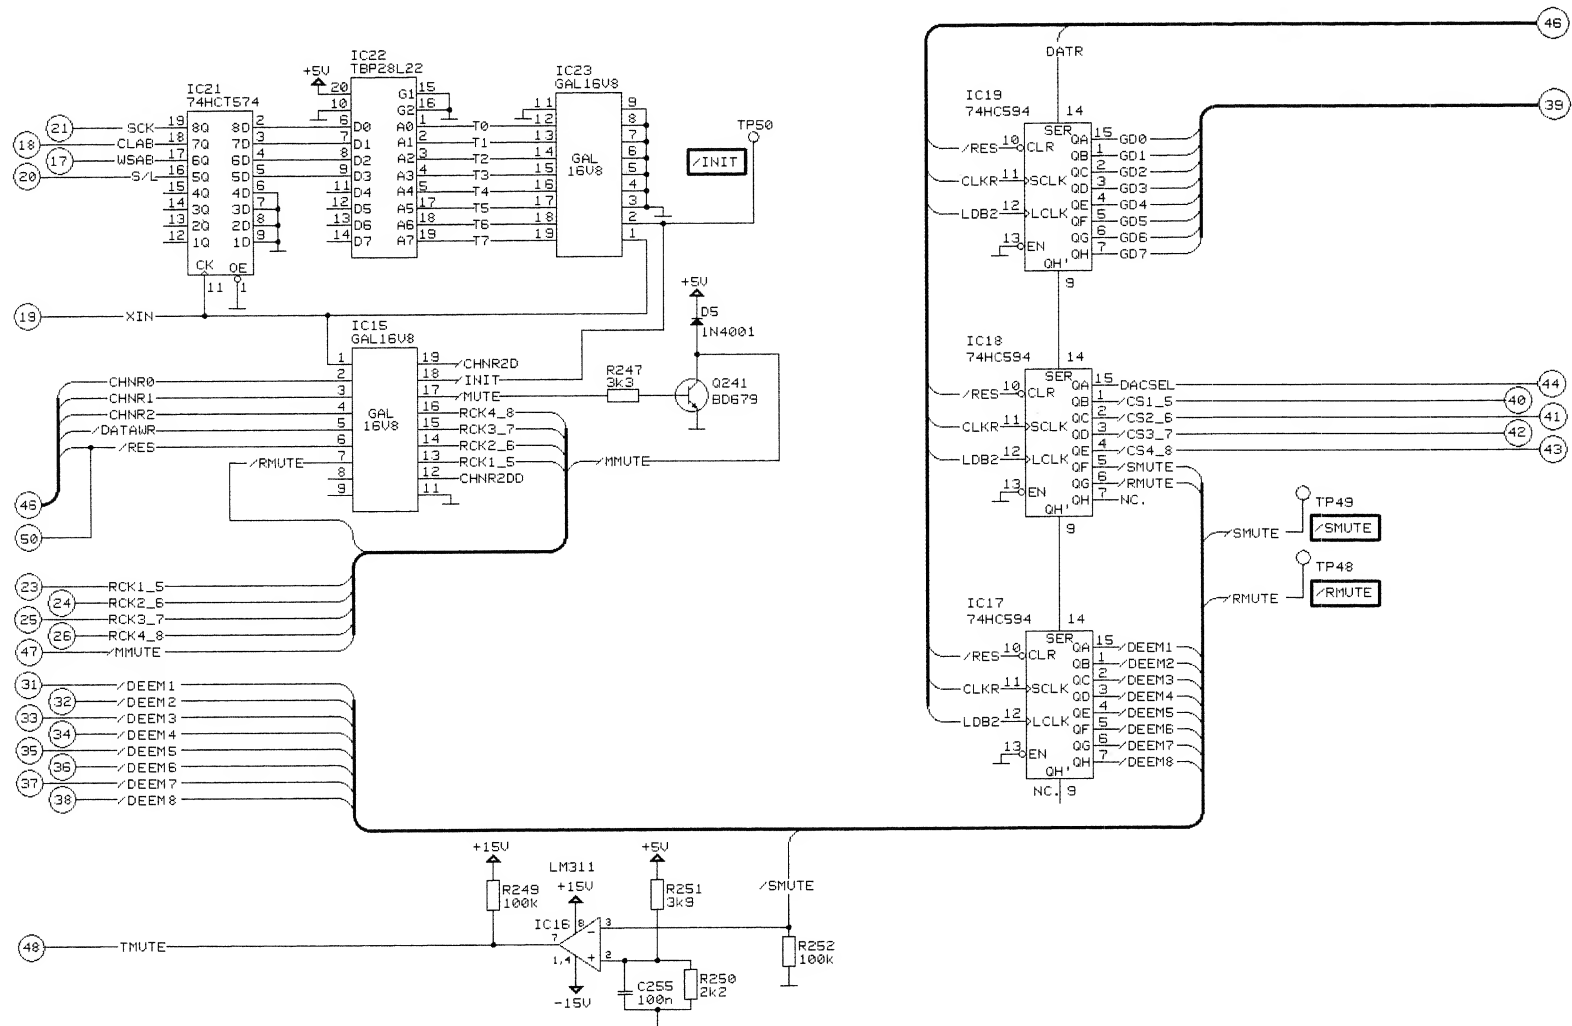 46
DATR
IC19
74HC594
14
SER
/RES 10 CLR
CLKR 11 SCLK
LDB2 12 LCLK
13 EN
QH'
9
QA 15 GD0
QB 1 GD1
QC 2 GD2
QD 3 GD3
QE 4 GD4
QF 5 GD5
QG 6 GD6
QH 7 GD7
39
IC21
74HCT574
21 SCK 19 8Q 8D 2
18 CLAB 18 7Q 7D 3
17 WSAB 17 6Q 6D 4
20 S/L 16 5Q 5D 5
15 4Q 4D 6
14 3Q 3D 7
13 2Q 2D 8
12 1Q 1D 9
CK OE
11 1
IC22
TBP28L22
+5V
20 G1 15
10 G2 16
6 D0 A0 1 T0
7 D1 A1 2 T1
8 D2 A2 3 T2
9 D3 A3 4 T3
11 D4 A4 5 T4
12 D5 A5 17 T5
13 D6 A6 18 T6
14 D7 A7 19 T7
IC23
GAL16V8
GAL
16V8
11 9
12 8
13 7
14 6
15 5
16 4
17 3
18 2
19 1
TP50
/INIT
19 XIN
IC15
GAL16V8
GAL
16V8
1 19 /CHNR2D
CHNR0 2 18 /INIT
CHNR1 3 17 /MUTE
CHNR2 4 16 RCK4_8
/DATAWR 5 15 RCK3_7
/RES 6 14 RCK2_6
/RMUTE 7 13 RCK1_5
8 12 CHNR2DD
9 11
/MMUTE
46
50
+5V
D5
1N4001
R247
3k3
Q241
BD679
IC18
74HC594
14
SER
/RES 10 CLR
CLKR 11 SCLK
LDB2 12 LCLK
13 EN
QH'
9
QA 15 DACSEL 44
QB 1 /CS1_5 40
QC 2 /CS2_6 41
QD 3 /CS3_7 42
QE 4 /CS4_8 43
QF 5 /SMUTE
QG 6 /RMUTE
QH 7 NC.
TP49
/SMUTE /SMUTE
TP48
/RMUTE /RMUTE
23 RCK1_5
24 RCK2_6
25 RCK3_7
26 RCK4_8
47 /MMUTE
31 /DEEM1
32 /DEEM2
33 /DEEM3
34 /DEEM4
35 /DEEM5
36 /DEEM6
37 /DEEM7
38 /DEEM8
IC17
74HC594
14
SER
/RES 10 CLR
CLKR 11 SCLK
LDB2 12 LCLK
13 EN
QH'
NC. 9
QA 15 /DEEM1
QB 1 /DEEM2
QC 2 /DEEM3
QD 3 /DEEM4
QE 4 /DEEM5
QF 5 /DEEM6
QG 6 /DEEM7
QH 7 /DEEM8
+15V
R249
100k
LM311
+15V
IC16 8 - 3
7
1,4 + 2
-15V
+5V
R251
3k9
/SMUTE
R252
100k
C255
100n
R250
2k2
48 TMUTE